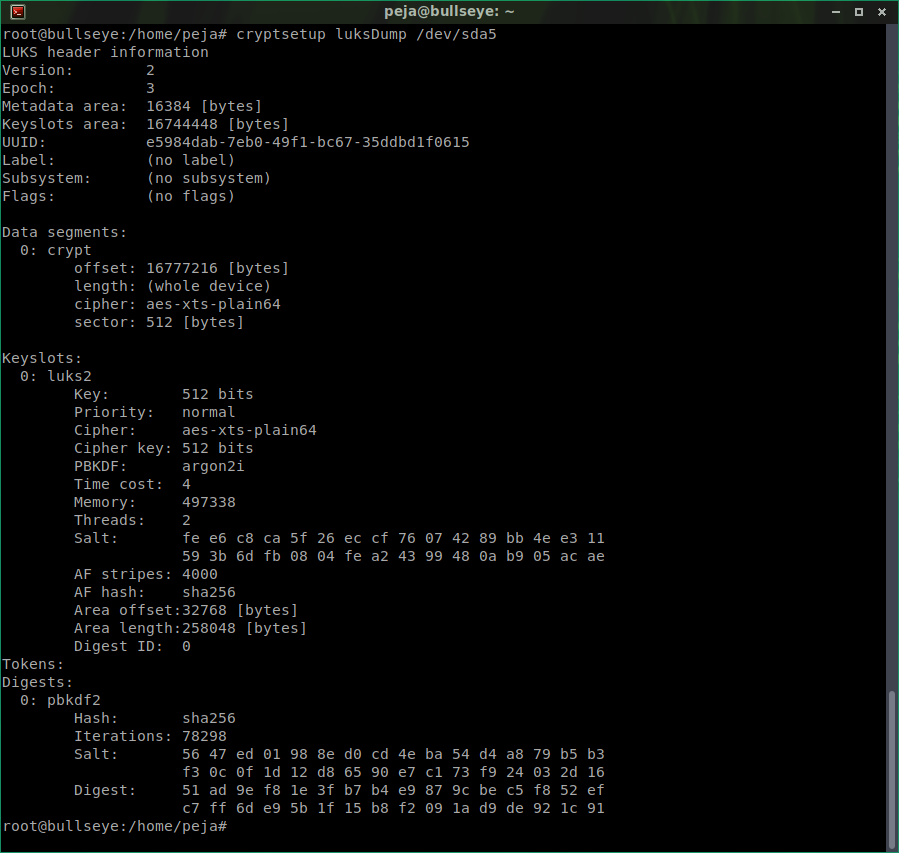 peja@bullseye: ~
root@bullseye:/home/peja# cryptsetup luksDump /dev/sda5
LUKS header information
Version:        2
Epoch:          3
Metadata area:  16384 [bytes]
Keyslots area:  16744448 [bytes]
UUID:           e5984dab-7eb0-49f1-bc67-35ddbd1f0615
Label:          (no label)
Subsystem:      (no subsystem)
Flags:          (no flags)

Data segments:
  0: crypt
        offset: 16777216 [bytes]
        length: (whole device)
        cipher: aes-xts-plain64
        sector: 512 [bytes]

Keyslots:
  0: luks2
        Key:        512 bits
        Priority:   normal
        Cipher:     aes-xts-plain64
        Cipher key: 512 bits
        PBKDF:      argon2i
        Time cost:  4
        Memory:     497338
        Threads:    2
        Salt:       fe e6 c8 ca 5f 26 ec cf 76 07 42 89 bb 4e e3 11
                    59 3b 6d fb 08 04 fe a2 43 99 48 0a b9 05 ac ae
        AF stripes: 4000
        AF hash:    sha256
        Area offset:32768 [bytes]
        Area length:258048 [bytes]
        Digest ID:  0
Tokens:
Digests:
  0: pbkdf2
        Hash:       sha256
        Iterations: 78298
        Salt:       56 47 ed 01 98 8e d0 cd 4e ba 54 d4 a8 79 b5 b3
                    f3 0c 0f 1d 12 d8 65 90 e7 c1 73 f9 24 03 2d 16
        Digest:     51 ad 9e f8 1e 3f b7 b4 e9 87 9c be c5 f8 52 ef
                    c7 ff 6d e9 5b 1f 15 b8 f2 09 1a d9 de 92 1c 91
root@bullseye:/home/peja#